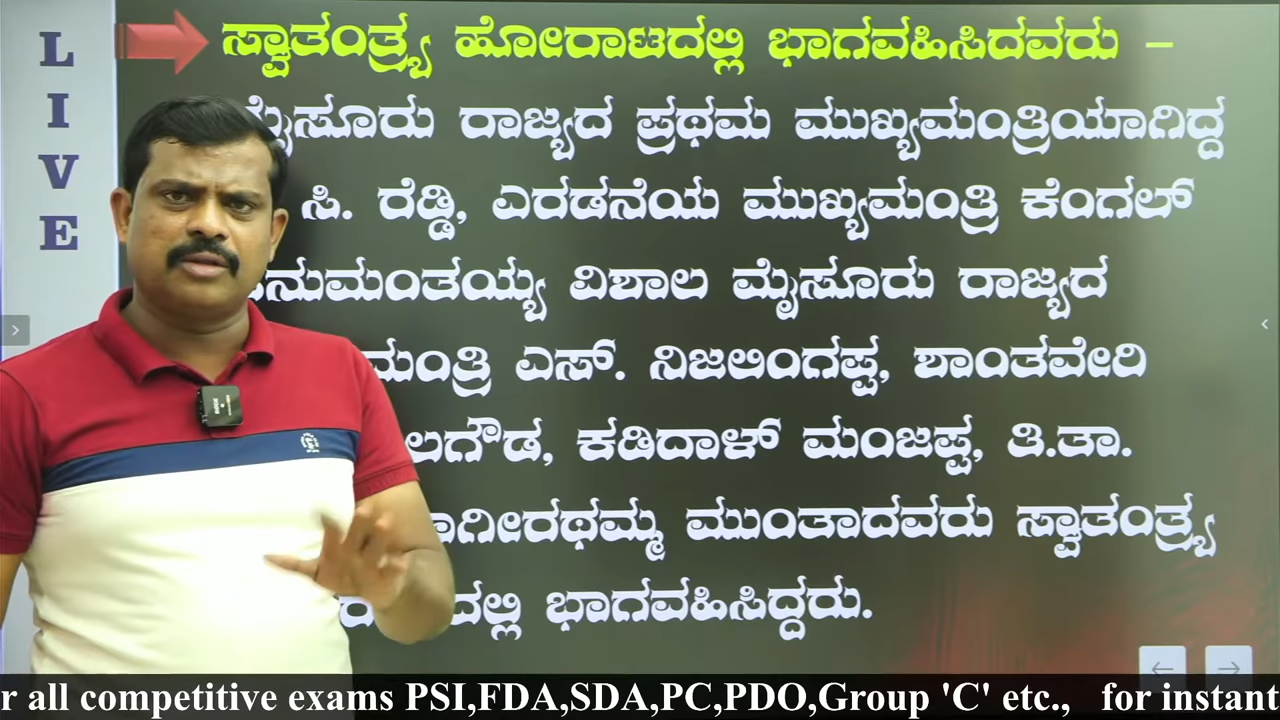 LIVE
ಸ್ವಾತಂತ್ರ್ಯ ಹೋರಾಟದಲ್ಲಿ ಭಾಗವಹಿಸಿದವರು –
ಮೈಸೂರು ರಾಜ್ಯದ ಪ್ರಥಮ ಮುಖ್ಯಮಂತ್ರಿಯಾಗಿದ್ದ
ಸಿ. ರೆಡ್ಡಿ, ಎರಡನೆಯ ಮುಖ್ಯಮಂತ್ರಿ ಕೆಂಗಲ್
ನುಮಂತಯ್ಯ ವಿಶಾಲ ಮೈಸೂರು ರಾಜ್ಯದ
ಮಂತ್ರಿ ಎಸ್. ನಿಜಲಿಂಗಪ್ಪ, ಶಾಂತವೇರಿ
ಲಗೌಡ, ಕಡಿದಾಳ್ ಮಂಜಪ್ಪ, ತಿ.ತಾ.
ಾಗೀರಥಮ್ಮ ಮುಂತಾದವರು ಸ್ವಾತಂತ್ರ್ಯ
ದಲ್ಲಿ ಭಾಗವಹಿಸಿದ್ದರು.
r all competitive exams PSI,FDA,SDA,PC,PDO,Group 'C' etc., for instant